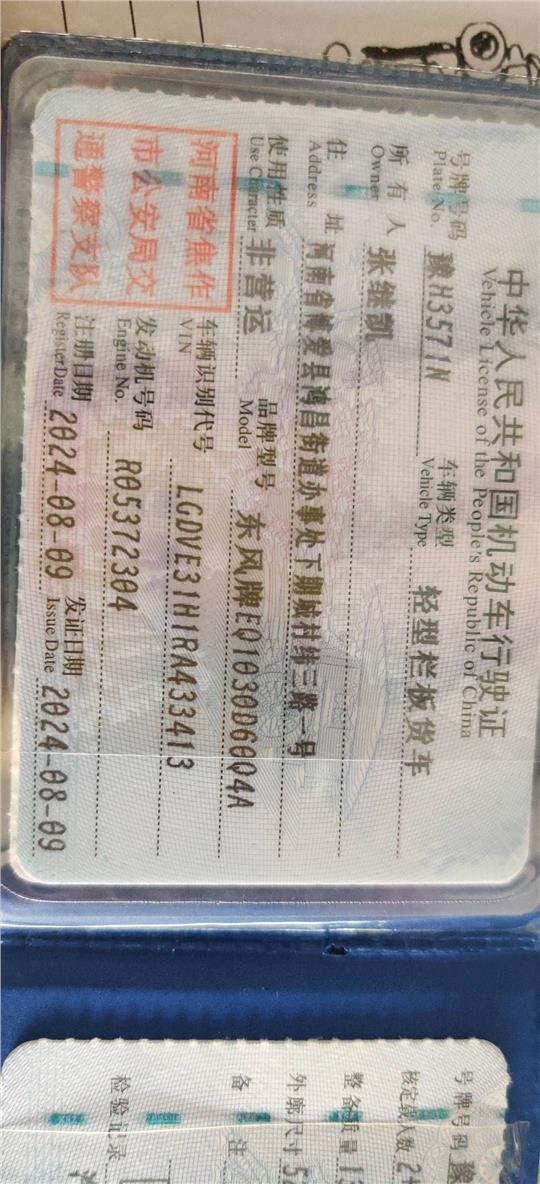 中华人民共和国机动车行驶证
Vehicle License of the People's Republic of China
号牌号码 豫H3571N 车辆类型 轻型栏板货车
Plate No. Vehicle Type
所有人 张继凯
Owner
住址 河南省博爱县鸿昌街道办事处下期城村纬三路一号
Address
使用性质 非营运 品牌型号 东风牌EQ1030D60Q4A
Use Character Model
河南省焦作
市公安局交
通警察支队
车辆识别代号 LGDVE31H1RA433413
VIN
发动机号码 R05372304
Engine No.
注册日期 2024-08-09 发证日期 2024-08-09
Register Date Issue Date
号牌号码 豫
核定载人数 2
整备质量 1
外廓尺寸 5
备注
检验记录